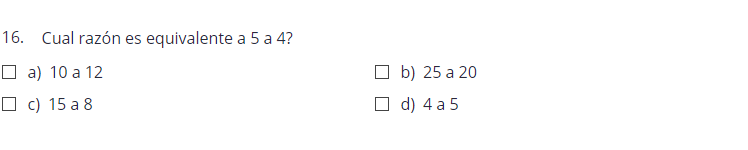 16. Cual razón es equivalente a 5 a 4?
a) 10 a 12 b) 25 a 20
c) 15 a 8 d) 4 a 5